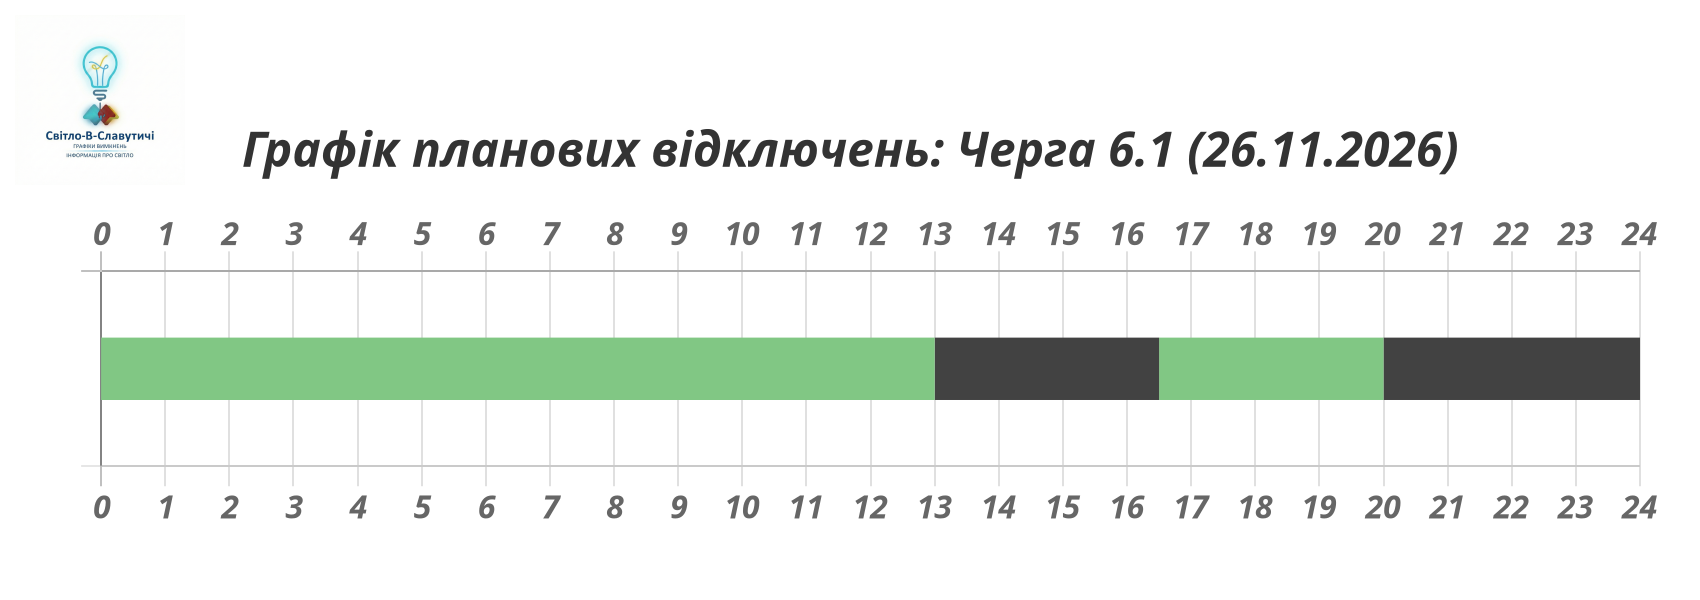 Світло-В-Славутичі
ГРАФІКИ ВИМКНЕНЬ
ІНФОРМАЦІЯ ПРО СВІТЛО
Графік планових відключень: Черга 6.1 (26.11.2026)
0 1 2 3 4 5 6 7 8 9 10 11 12 13 14 15 16 17 18 19 20 21 22 23 24
0 1 2 3 4 5 6 7 8 9 10 11 12 13 14 15 16 17 18 19 20 21 22 23 24